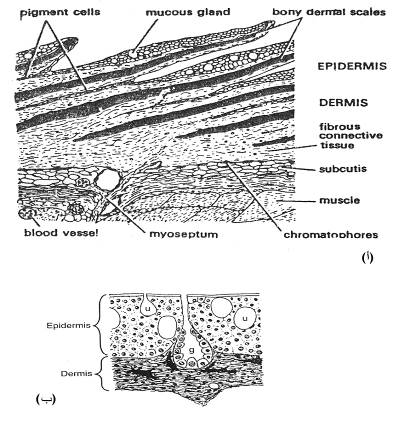 pigment cells mucous gland bony dermal scales
EPIDERMIS
DERMIS
fibrous
connective
tissue
subcutis
muscle
blood vessel myoseptum chromatophores
(أ)
u
u
Epidermis
g
Dermis
(ب)